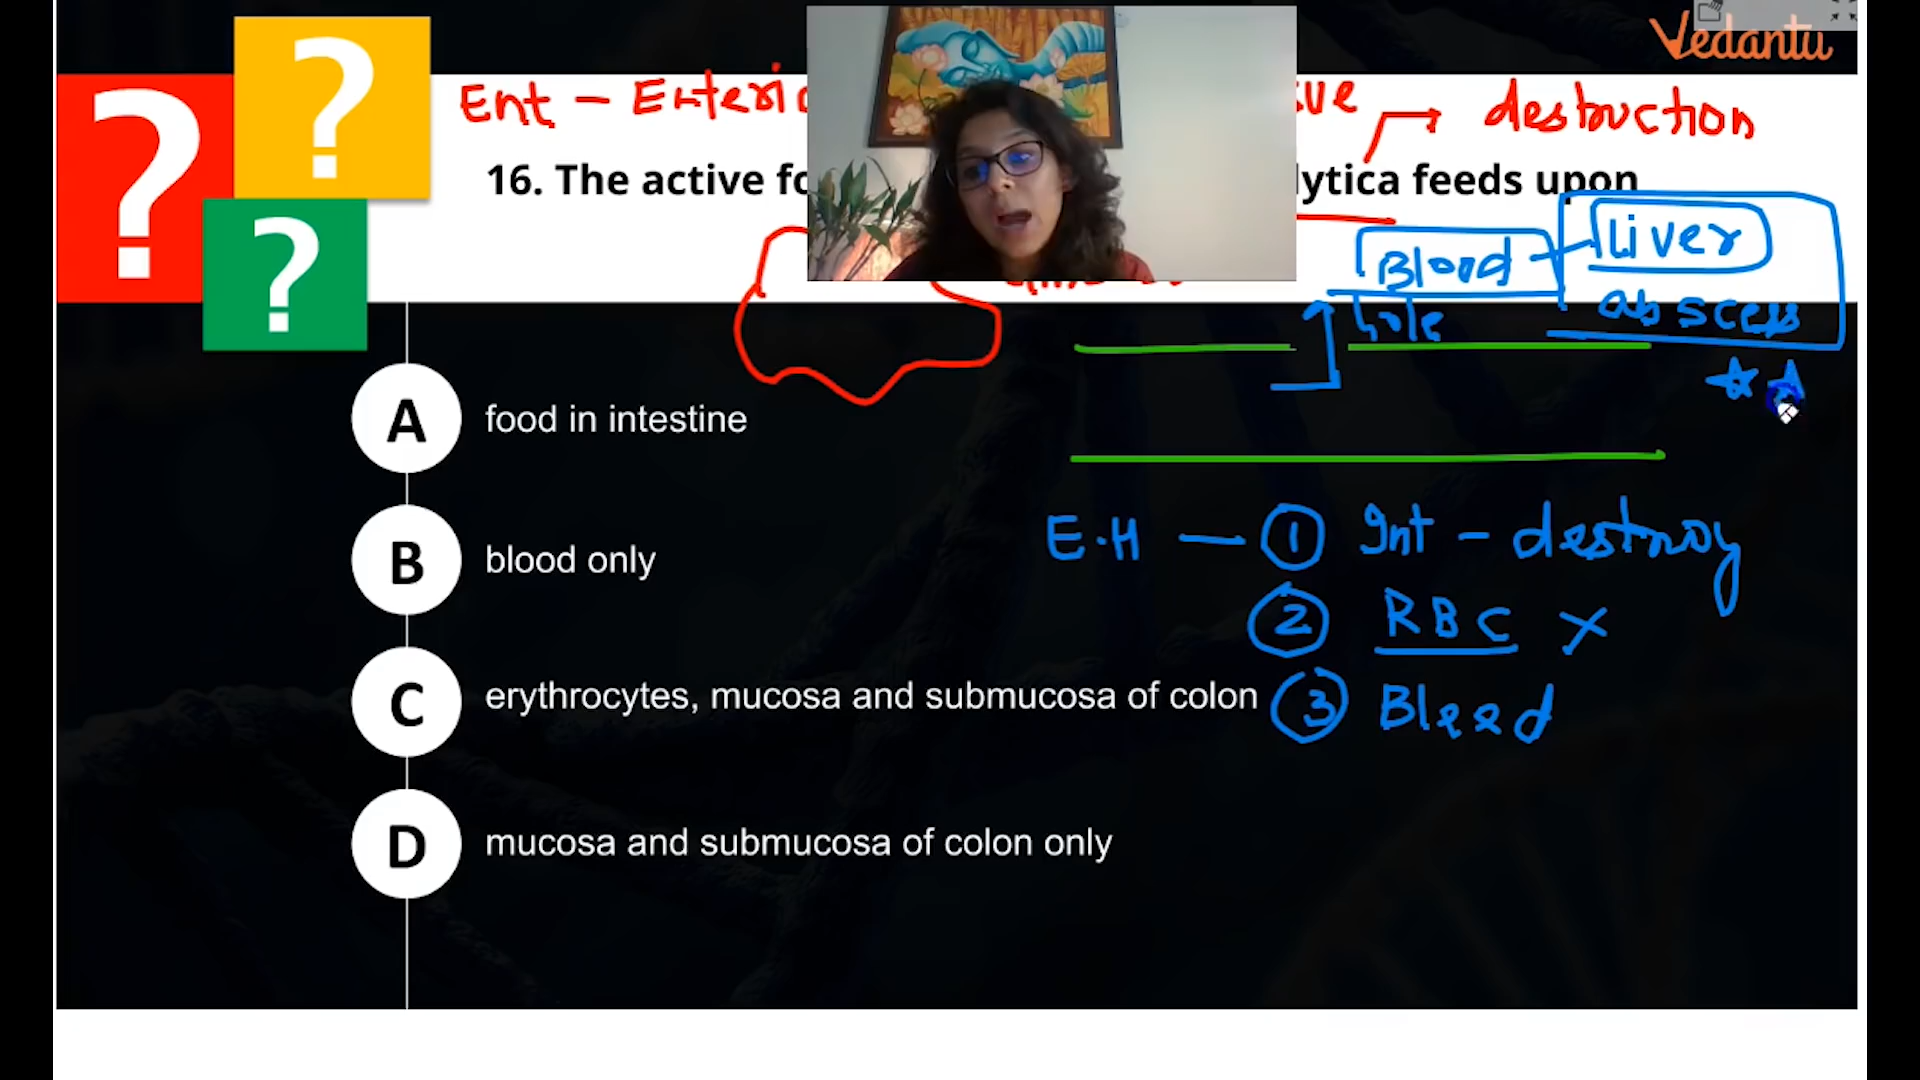 Vedantu
Ent - Enteric
destruction
16. The active
lytica feeds upon
Blood - Liver
hole abscess
A food in intestine
B blood only
C erythrocytes, mucosa and submucosa of colon
D mucosa and submucosa of colon only
E.H - 1 Int - destroy
2 RBC X
3 Bleed
? ? ?